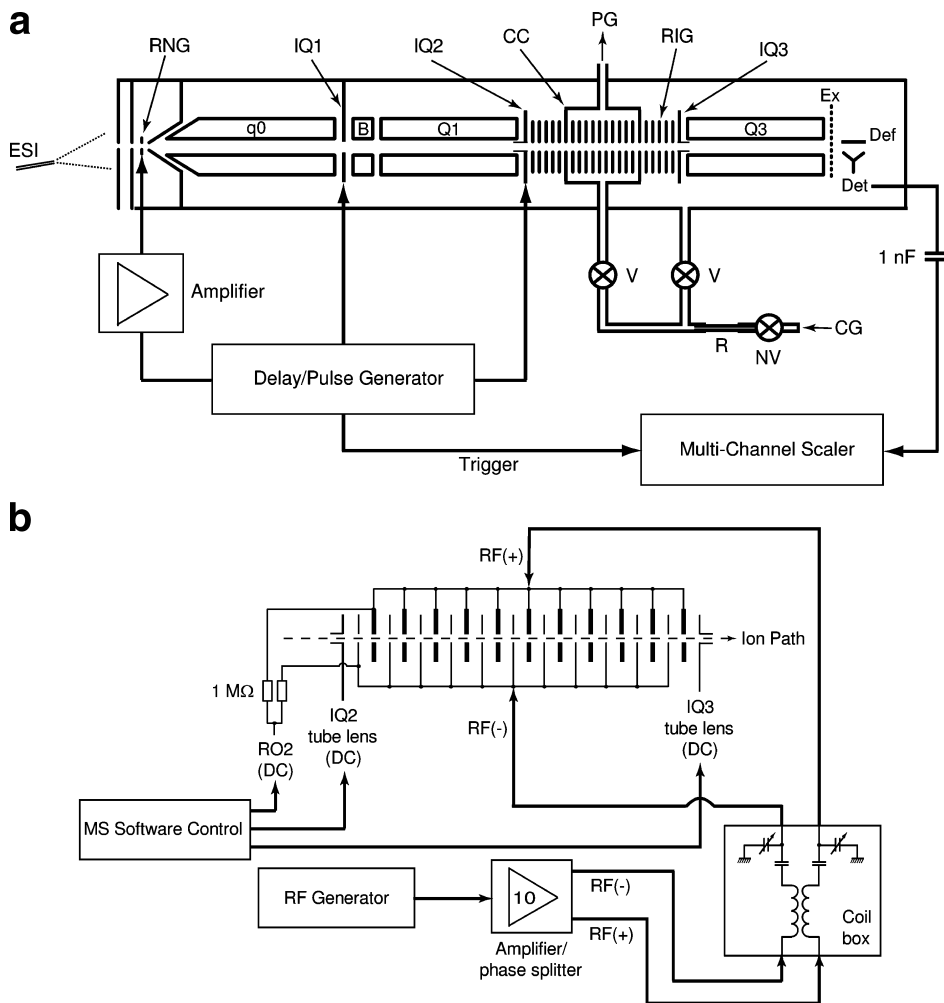 a
RNG
IQ1
IQ2
CC
PG
RIG
IQ3
ESI
q0
B
Q1
Q3
Ex
Def
Det
V
V
1 nF
Amplifier
R
NV
CG
Delay/Pulse Generator
Trigger
Multi-Channel Scaler
b
RF(+)
Ion Path
1 MΩ
RO2
(DC)
IQ2
tube lens
(DC)
RF(-)
IQ3
tube lens
(DC)
MS Software Control
RF Generator
10
Amplifier/
phase splitter
RF(-)
RF(+)
Coil
box